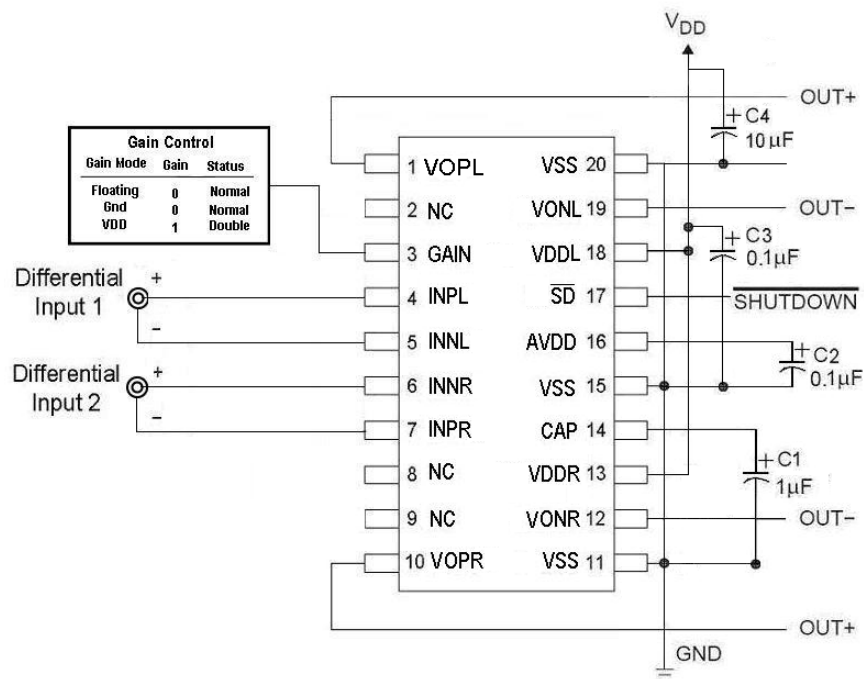 VDD
OUT+
+ C4
10 µF
Gain Control
Gain Mode Gain Status
Floating 0 Normal
Gnd 0 Normal
VDD 1 Double
1 VOPL
VSS 20
2 NC
VONL 19
OUT−
3 GAIN
VDDL 18
+ C3
0.1µF
Differential
Input 1
+
−
4 INPL
SD 17
SHUTDOWN
5 INNL
AVDD 16
+ C2
0.1µF
Differential
Input 2
+
−
6 INNR
VSS 15
7 INPR
CAP 14
+ C1
1µF
8 NC
VDDR 13
9 NC
VONR 12
OUT−
10 VOPR
VSS 11
OUT+
GND